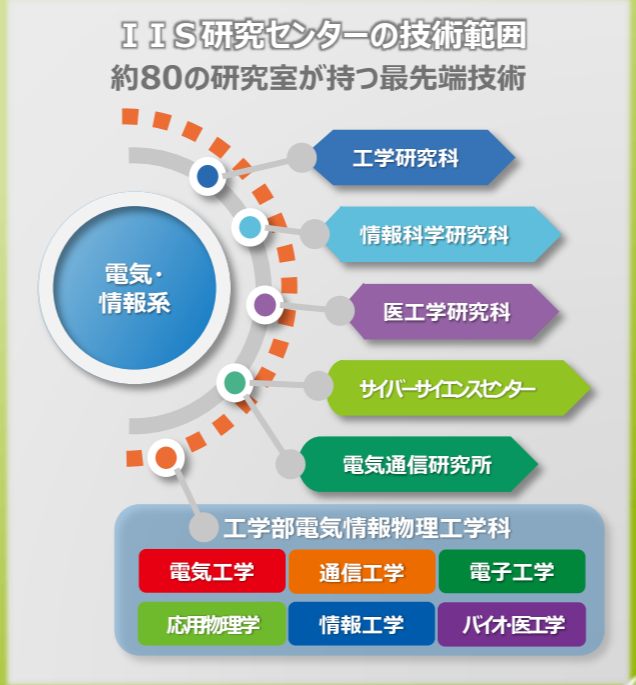 ＩＩＳ研究センターの技術範囲
約80の研究室が持つ最先端技術
電気・
情報系
工学研究科
情報科学研究科
医工学研究科
サイバーサイエンスセンター
電気通信研究所
工学部電気情報物理工学科
電気工学
通信工学
電子工学
応用物理学
情報工学
バイオ・医工学